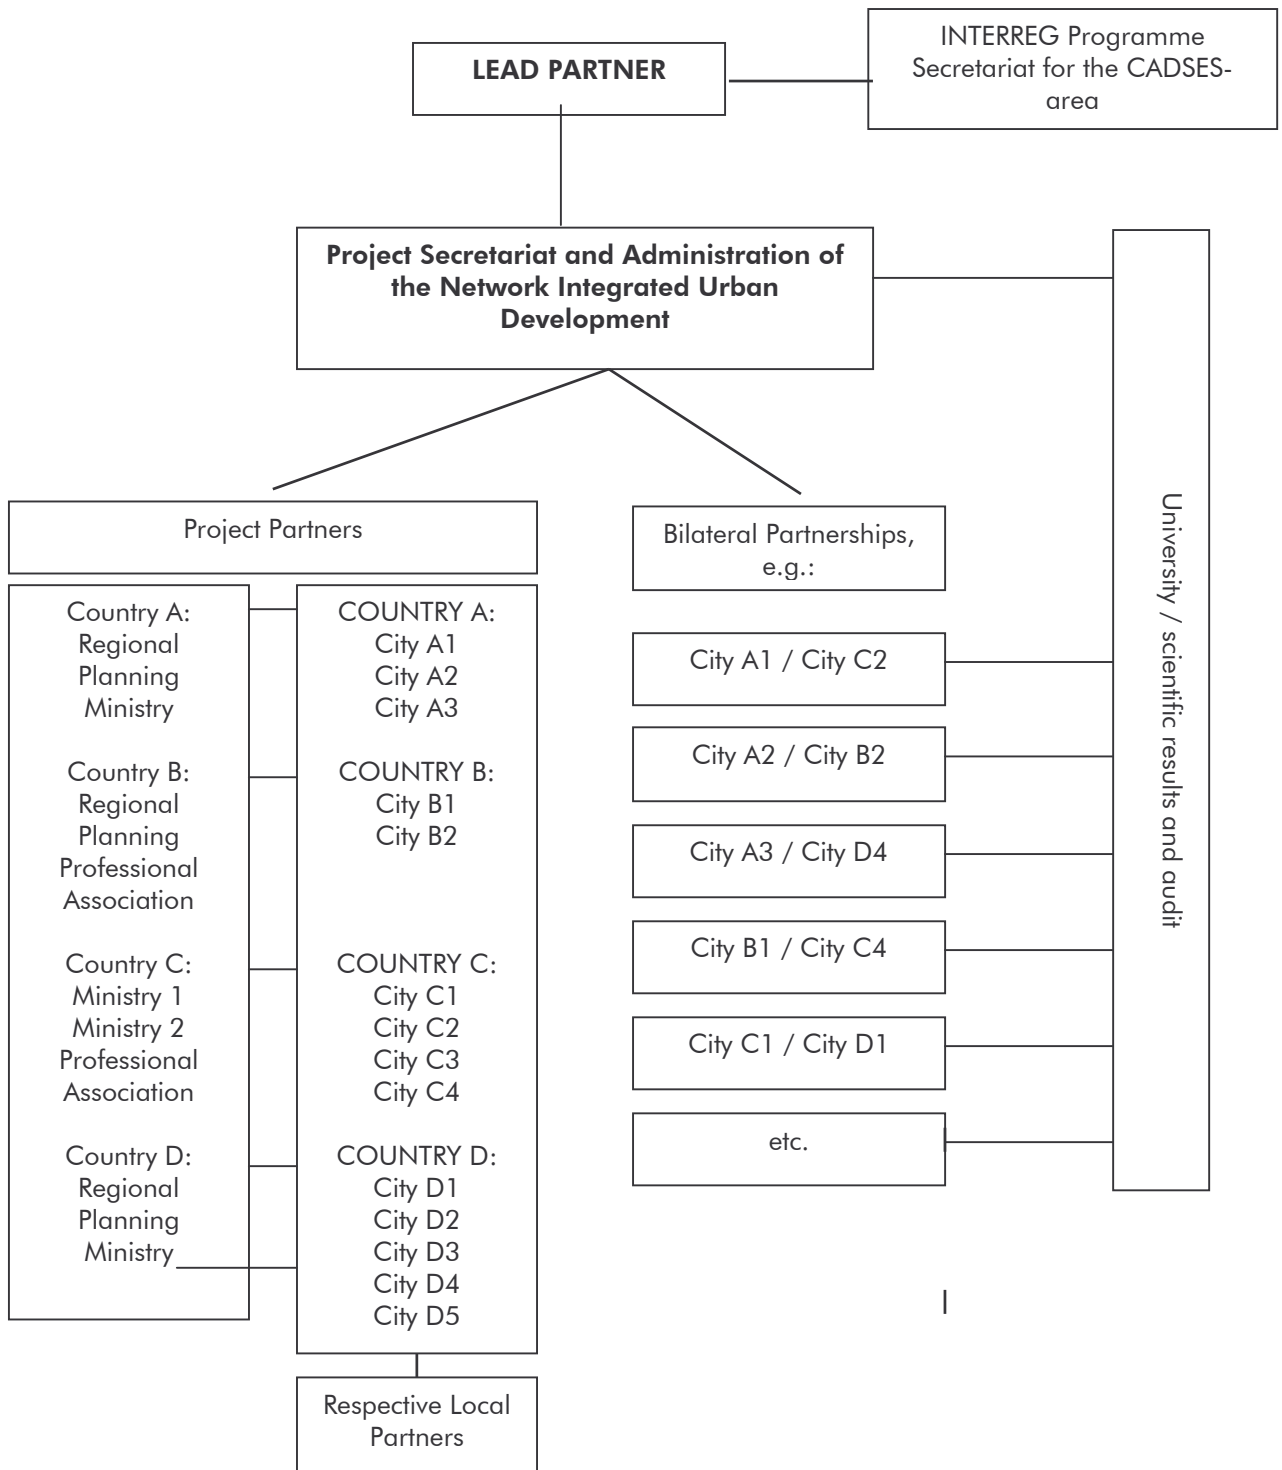 LEAD PARTNER
INTERREG Programme
Secretariat for the CADSES-
area
Project Secretariat and Administration of
the Network Integrated Urban
Development
Project Partners
Country A:
Regional
Planning
Ministry
Country B:
Regional
Planning
Professional
Association
Country C:
Ministry 1
Ministry 2
Professional
Association
Country D:
Regional
Planning
Ministry
COUNTRY A:
City A1
City A2
City A3
COUNTRY B:
City B1
City B2
COUNTRY C:
City C1
City C2
City C3
City C4
COUNTRY D:
City D1
City D2
City D3
City D4
City D5
Respective Local
Partners
Bilateral Partnerships,
e.g.:
City A1 / City C2
City A2 / City B2
City A3 / City D4
City B1 / City C4
City C1 / City D1
etc.
University / scientific results and audit